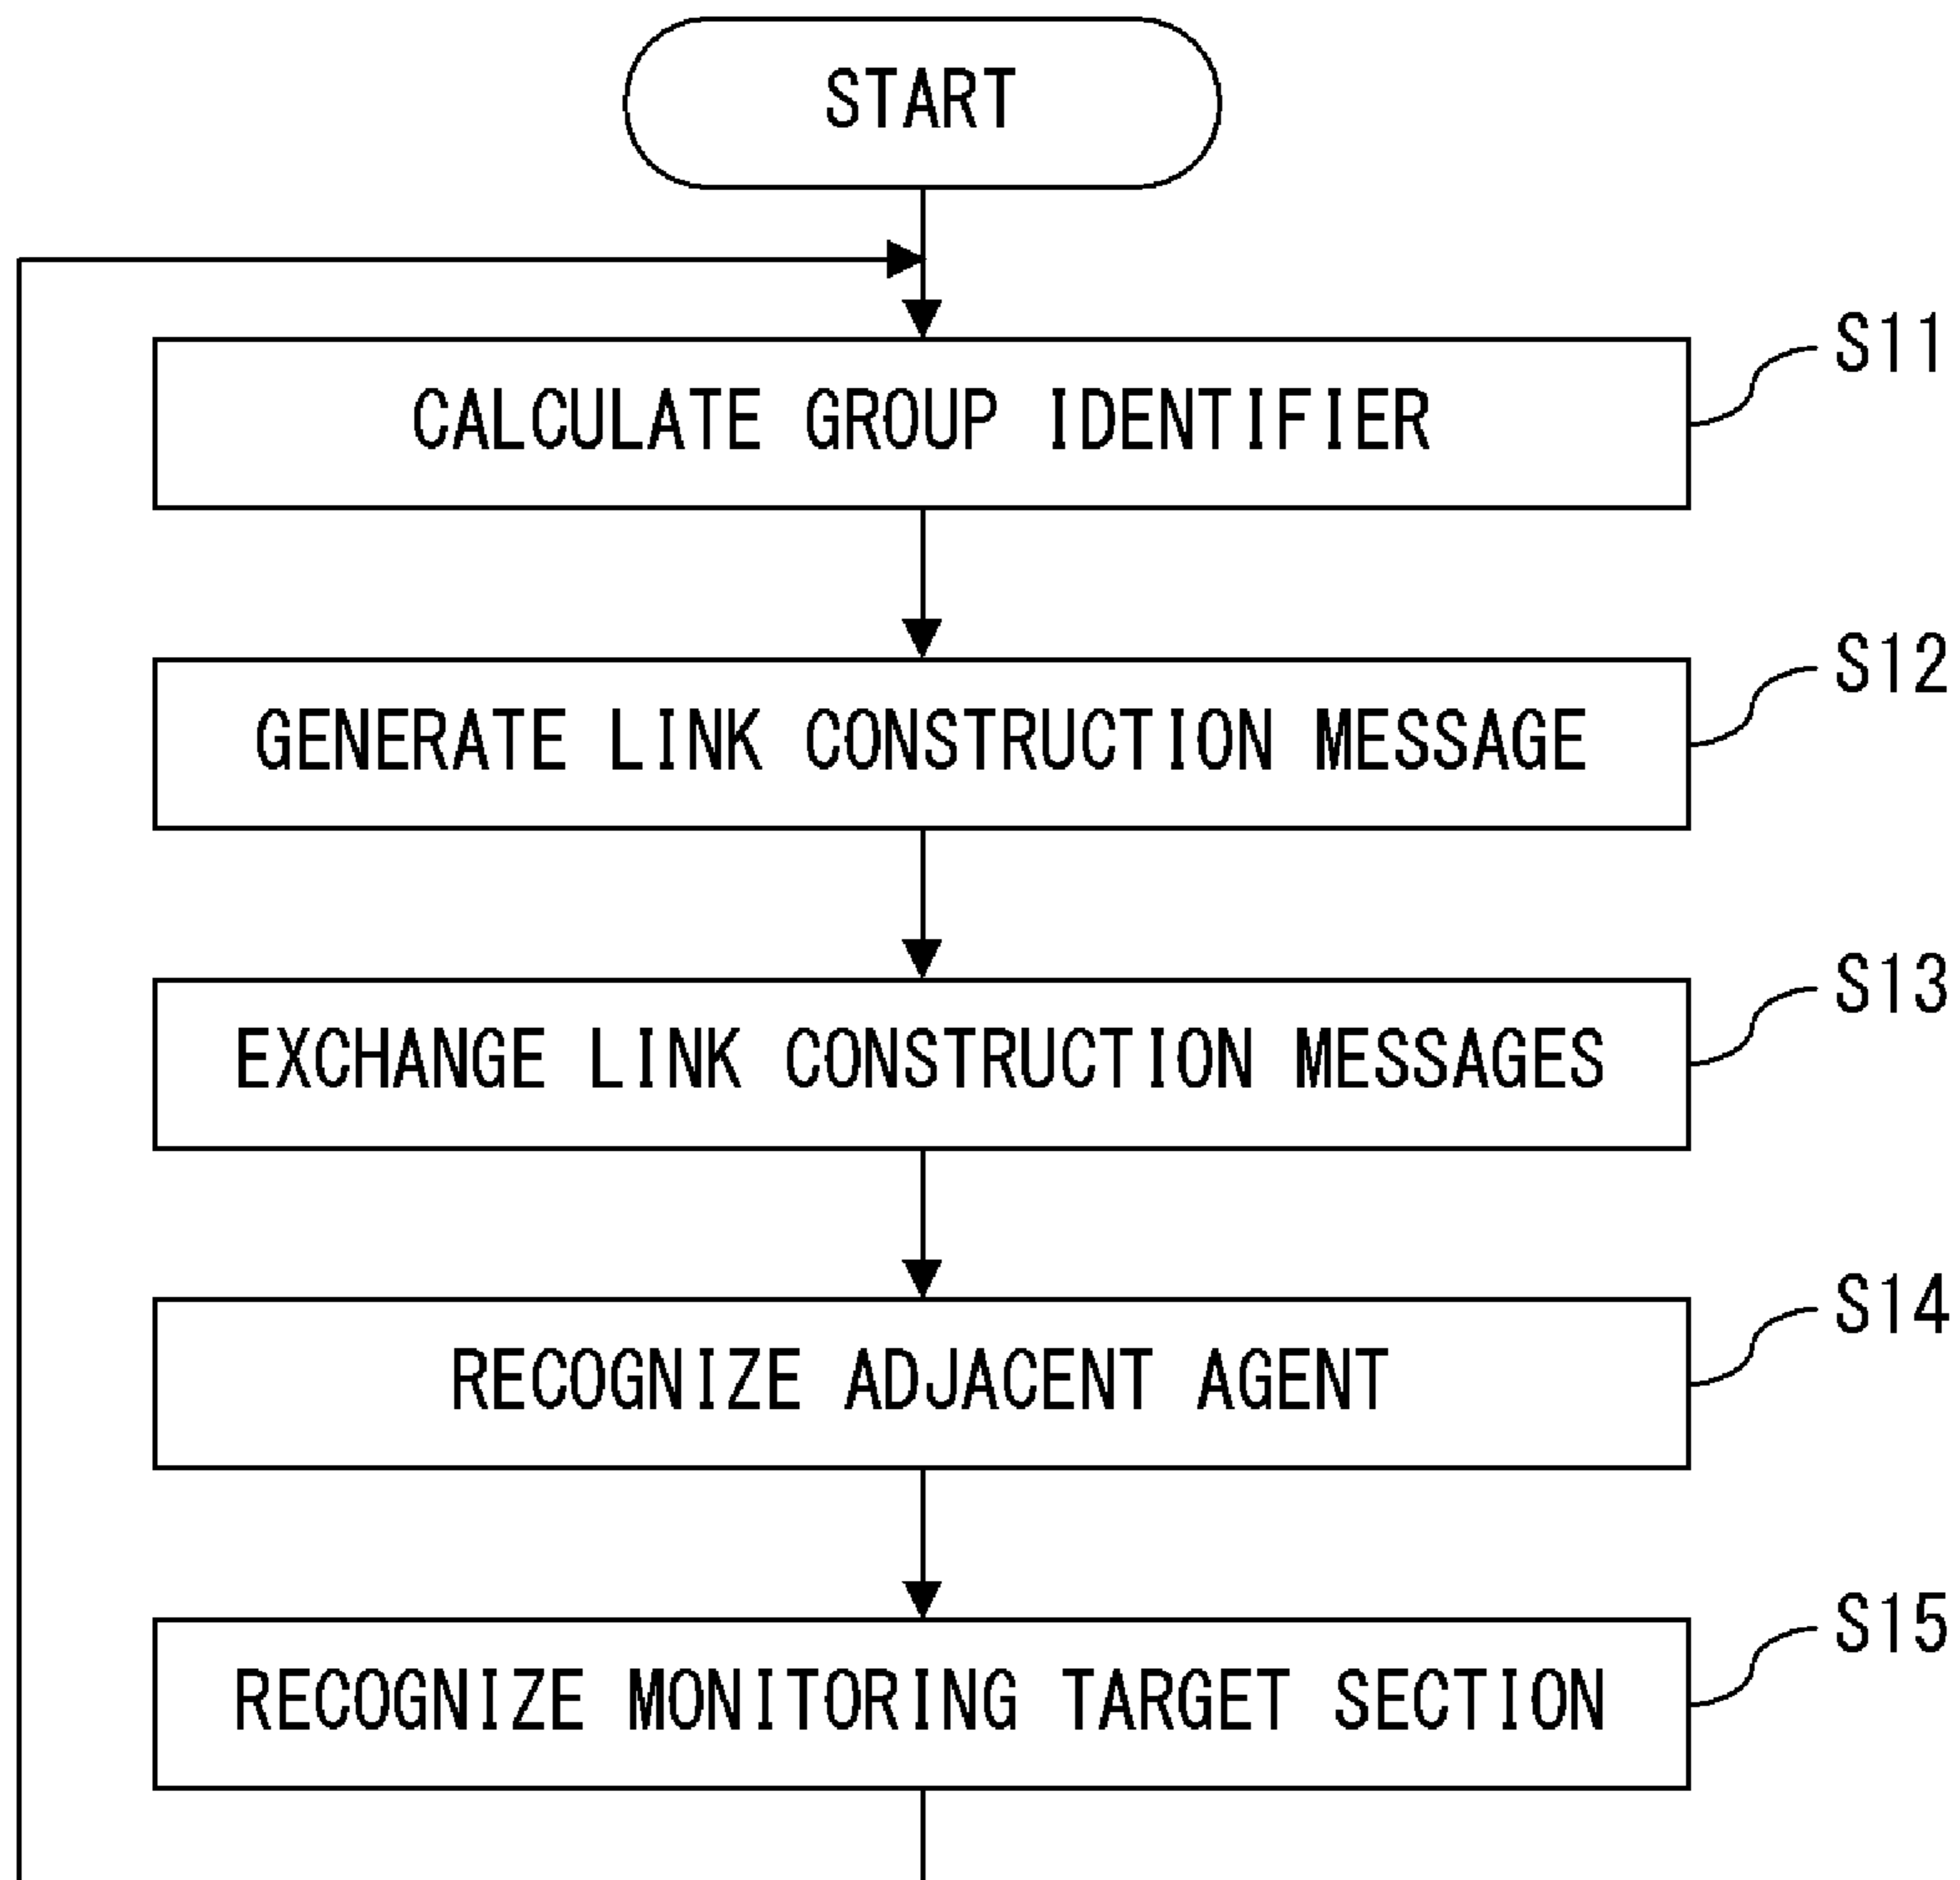 START
S11
CALCULATE GROUP IDENTIFIER
S12
GENERATE LINK CONSTRUCTION MESSAGE
S13
EXCHANGE LINK CONSTRUCTION MESSAGES
S14
RECOGNIZE ADJACENT AGENT
S15
RECOGNIZE MONITORING TARGET SECTION